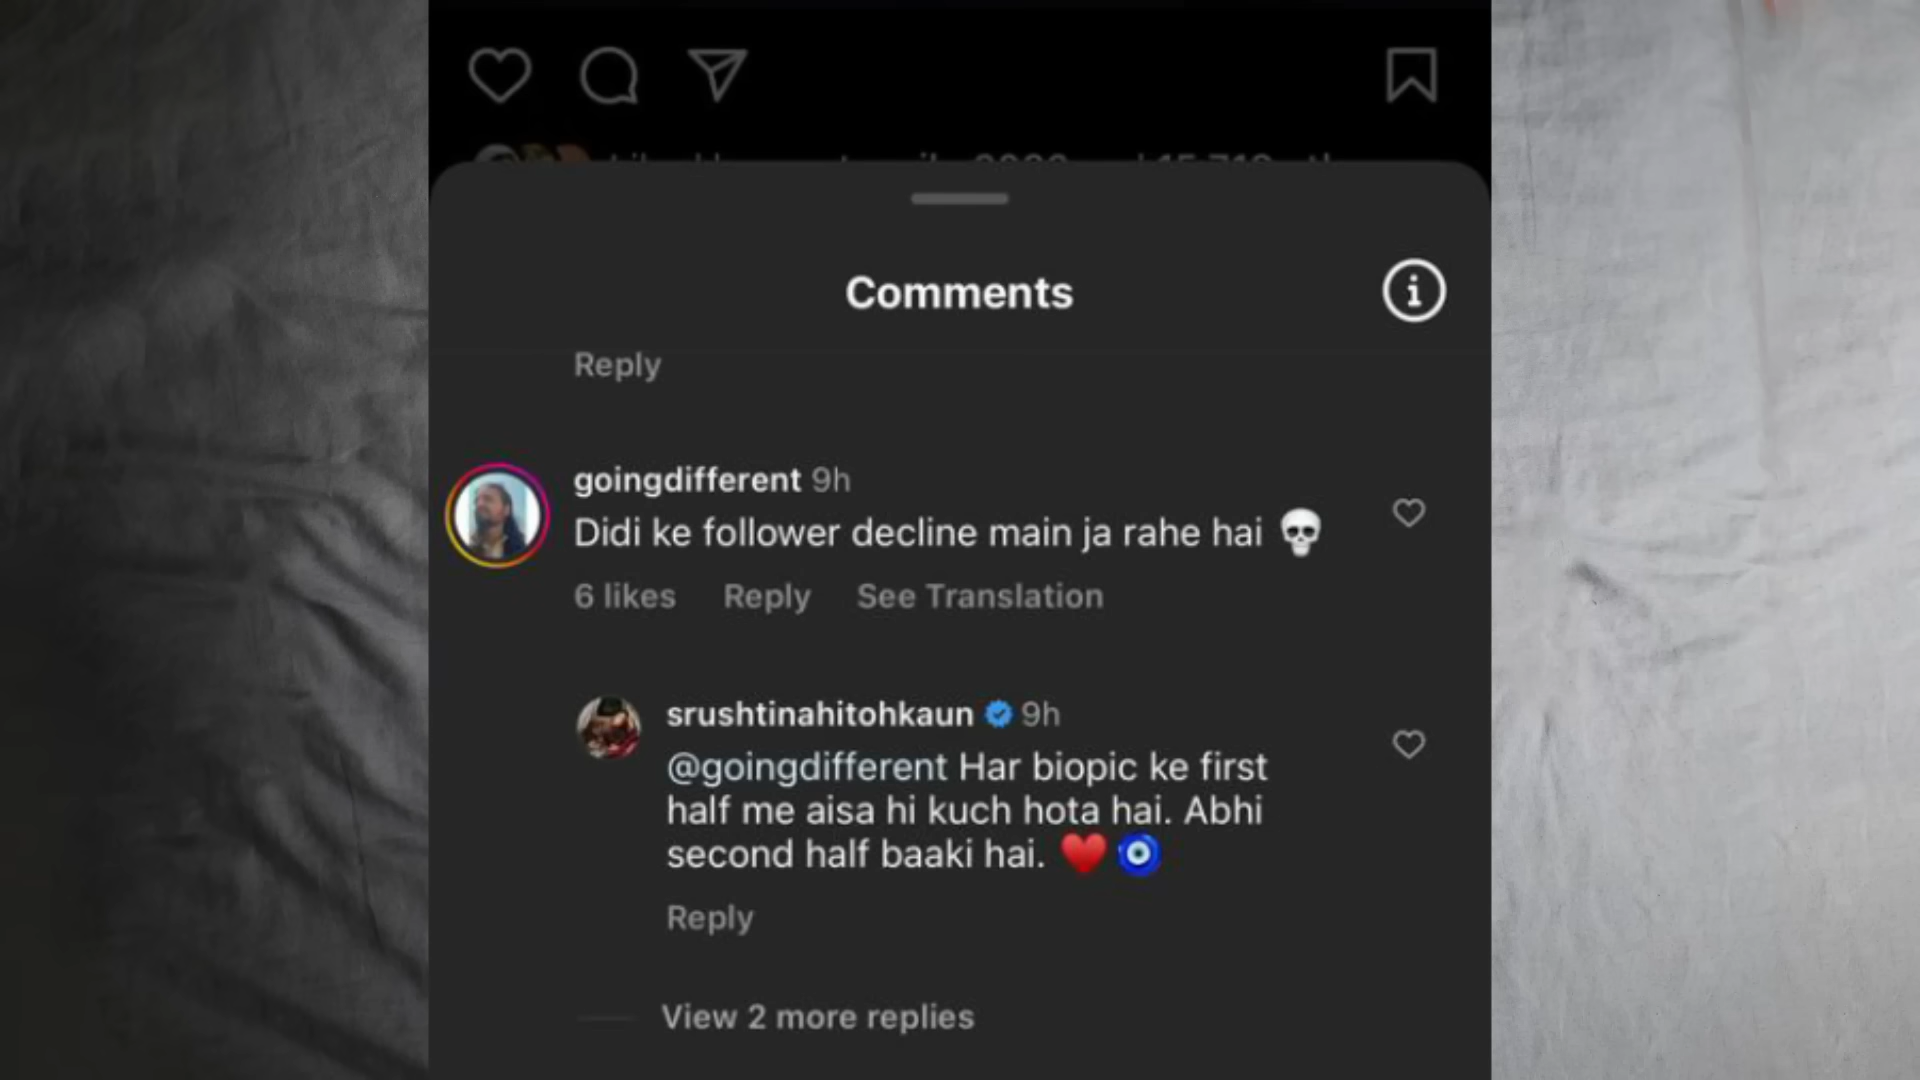 Comments
Reply
goingdifferent 9h
Didi ke follower decline main ja rahe hai 💀
6 likes Reply See Translation
srushtinahitohkaun 9h
@goingdifferent Har biopic ke first
half me aisa hi kuch hota hai. Abhi
second half baaki hai. ❤️🧿
Reply
View 2 more replies